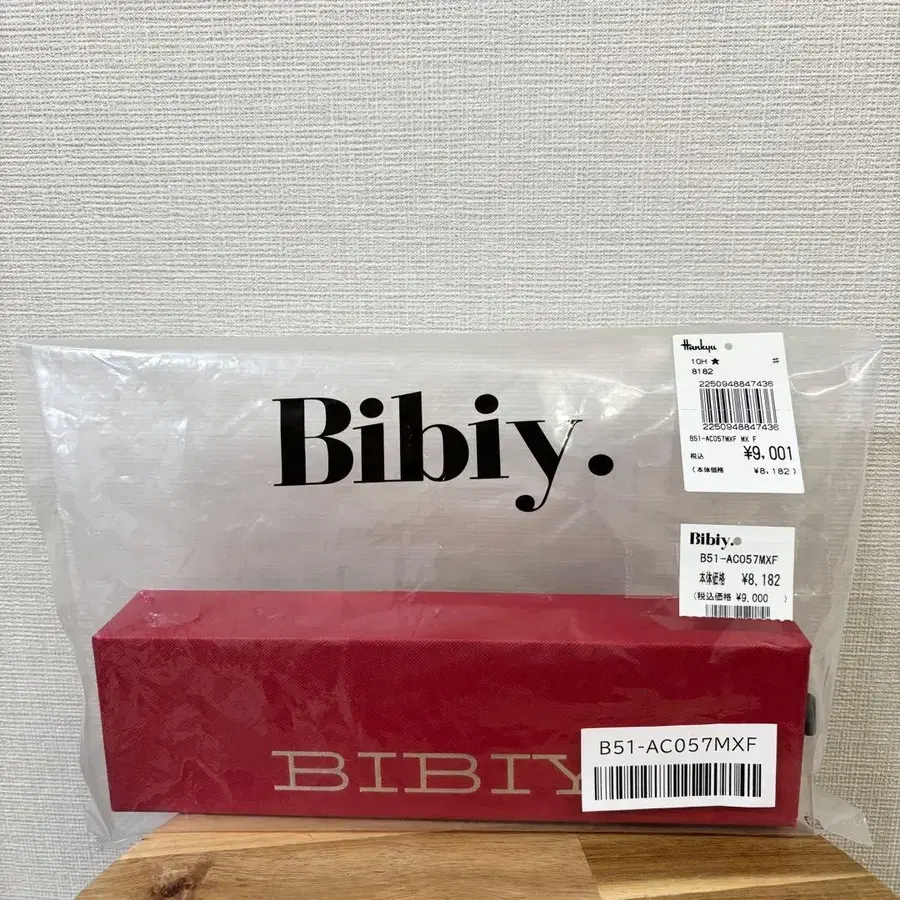 Bibiy.
Hankyu
10H ★ #
8182
2250948847436
2250948847436
B51-AC057MXF MX F
税込 ¥9,001
(本体価格 ¥8,182)
Bibiy.
B51-AC057MXF
本体価格 ¥8,182
(税込価格 ¥9,000 )
BIBIY
B51-AC057MXF